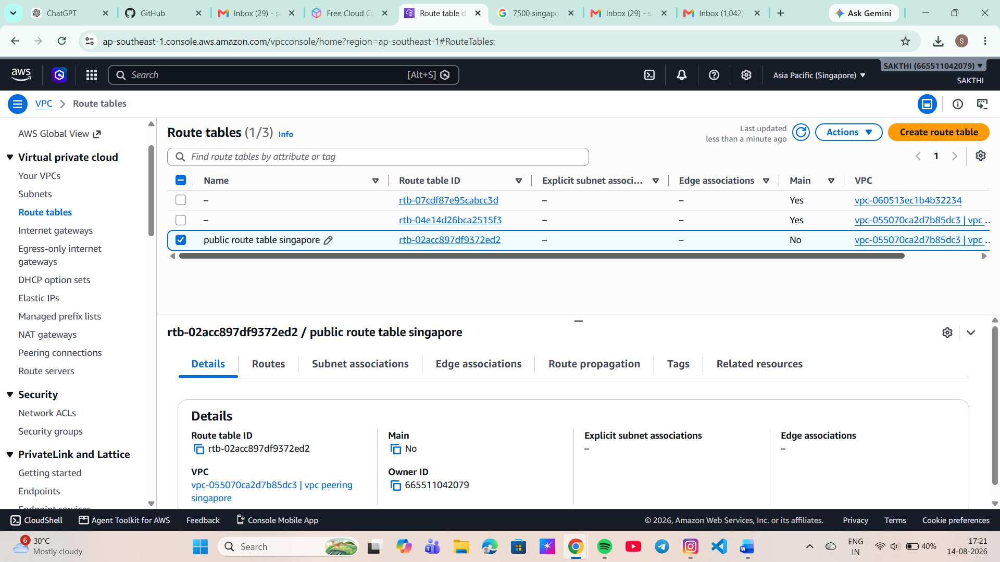 ChatGPT
GitHub
Inbox (29) - s
Free Cloud Co
Route table d
7500 singapo
Inbox (29) - s
Inbox (1,042)
Ask Gemini
ap-southeast-1.console.aws.amazon.com/vpcconsole/home?region=ap-southeast-1#RouteTables:
S
aws
Search
[Alt+S]
Asia Pacific (Singapore)
SAKTHI (665511042079)
SAKTHI
VPC
Route tables
AWS Global View
Virtual private cloud
Your VPCs
Subnets
Route tables
Internet gateways
Egress-only internet
gateways
DHCP option sets
Elastic IPs
Managed prefix lists
NAT gateways
Peering connections
Route servers
Security
Network ACLs
Security groups
PrivateLink and Lattice
Getting started
Endpoints
Endpoint services
Route tables (1/3) Info
Last updated
less than a minute ago
Actions
Create route table
Find route tables by attribute or tag
1
Name Route table ID Explicit subnet associ... Edge associations Main VPC
– rtb-07cdf87e95cabcc3d – – Yes vpc-060513ec1b4b32234
– rtb-04e14d26bca2515f3 – – Yes vpc-055070ca2d7b85dc3 | vpc ...
public route table singapore rtb-02acc897df9372ed2 – – No vpc-055070ca2d7b85dc3 | vpc ...
rtb-02acc897df9372ed2 / public route table singapore
Details Routes Subnet associations Edge associations Route propagation Tags Related resources
Details
Route table ID
rtb-02acc897df9372ed2
Main
No
Explicit subnet associations
–
Edge associations
–
VPC
vpc-055070ca2d7b85dc3 | vpc peering
singapore
Owner ID
665511042079
CloudShell
Agent Toolkit for AWS
Feedback
Console Mobile App
© 2026, Amazon Web Services, Inc. or its affiliates.
Privacy
Terms
Cookie preferences
6
30°C
Mostly cloudy
Search
ENG
IN
40%
17:21
14-08-2026